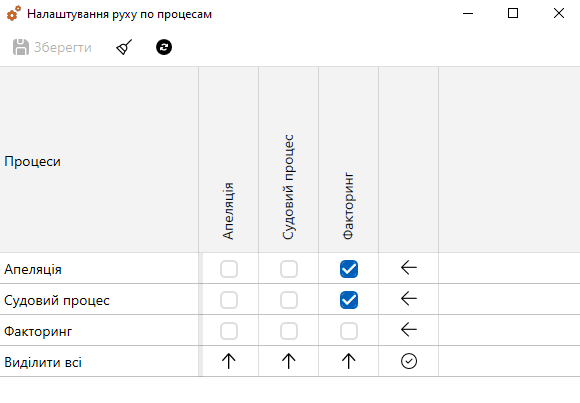 Налаштування руху по процесам
Зберегти
Процеси
Апеляція
Судовий процес
Факторинг
Апеляція
Судовий процес
Факторинг
Виділити всі